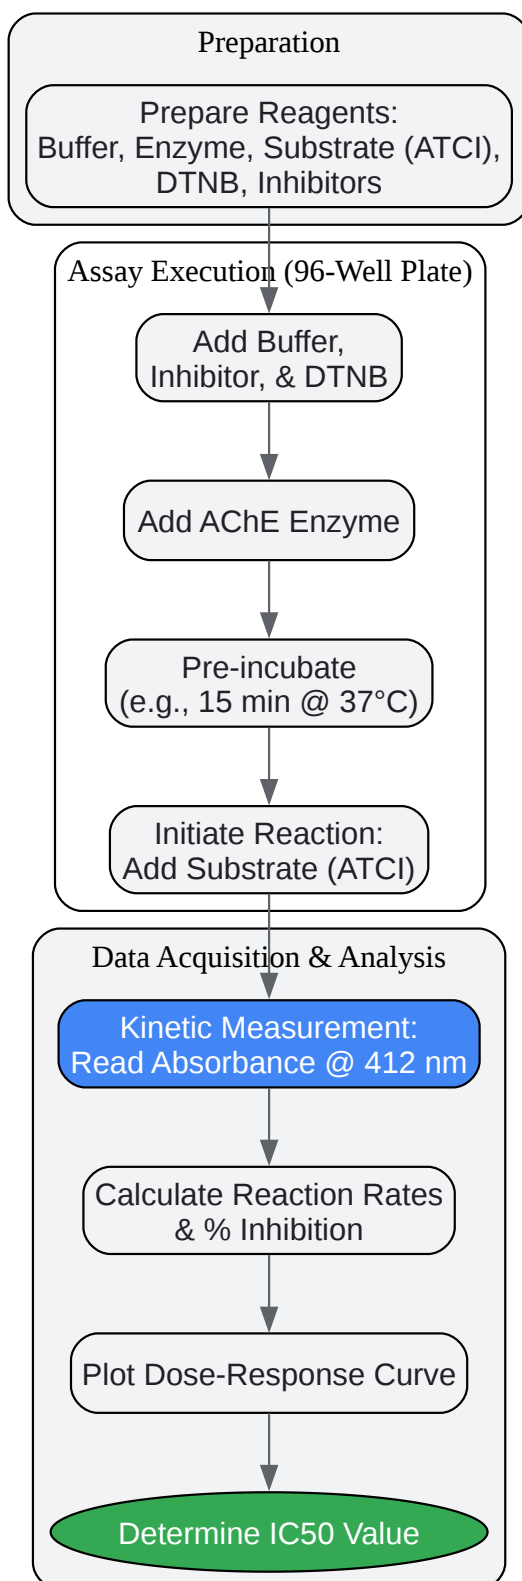 Preparation
Prepare Reagents:
Buffer, Enzyme, Substrate (ATCI),
DTNB, Inhibitors
Assay Execution (96-Well Plate)
Add Buffer,
Inhibitor, & DTNB
Add AChE Enzyme
Pre-incubate
(e.g., 15 min @ 37°C)
Initiate Reaction:
Add Substrate (ATCI)
Data Acquisition & Analysis
Kinetic Measurement:
Read Absorbance @ 412 nm
Calculate Reaction Rates
& % Inhibition
Plot Dose-Response Curve
Determine IC50 Value